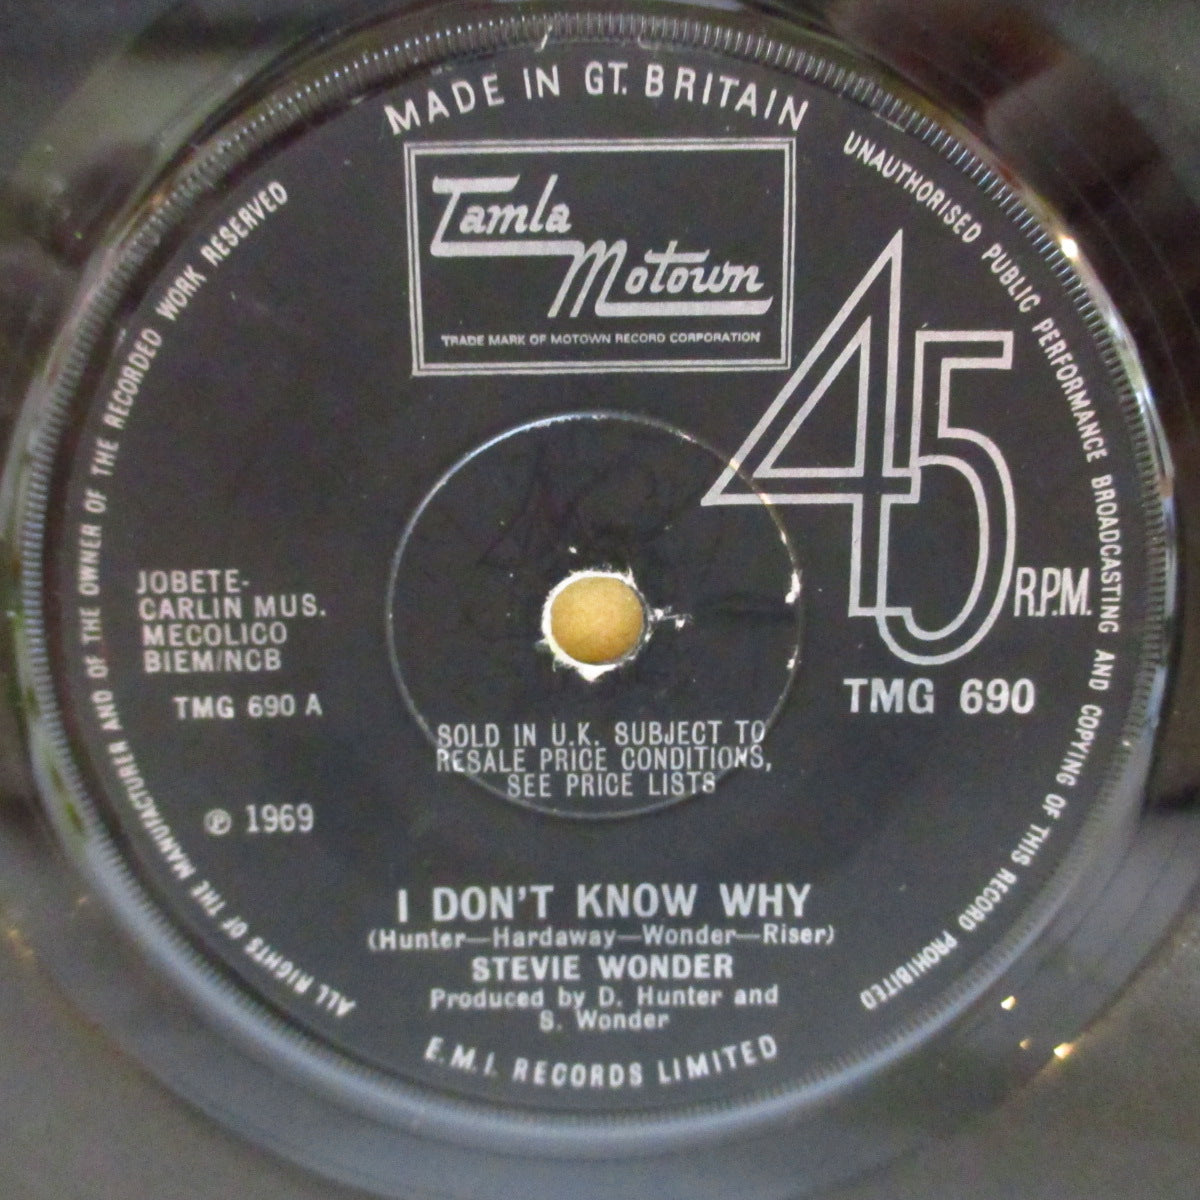 MADE IN GT. BRITAIN
UNAUTHORISED PUBLIC PERFORMANCE BROADCASTING AND COPYING OF THIS RECORD PROHIBITED
ALL RIGHTS OF THE MANUFACTURER AND OF THE OWNER OF THE RECORDED WORK RESERVED
Tamla
Motown
TRADE MARK OF MOTOWN RECORD CORPORATION
45
R.P.M.
TMG 690
JOBETE-
CARLIN MUS.
MECOLICO
BIEM/NCB
TMG 690 A
℗ 1969
SOLD IN U.K. SUBJECT TO
RESALE PRICE CONDITIONS,
SEE PRICE LISTS
I DON'T KNOW WHY
(Hunter—Hardaway—Wonder—Riser)
STEVIE WONDER
Produced by D. Hunter and
S. Wonder
E.M.I. RECORDS LIMITED